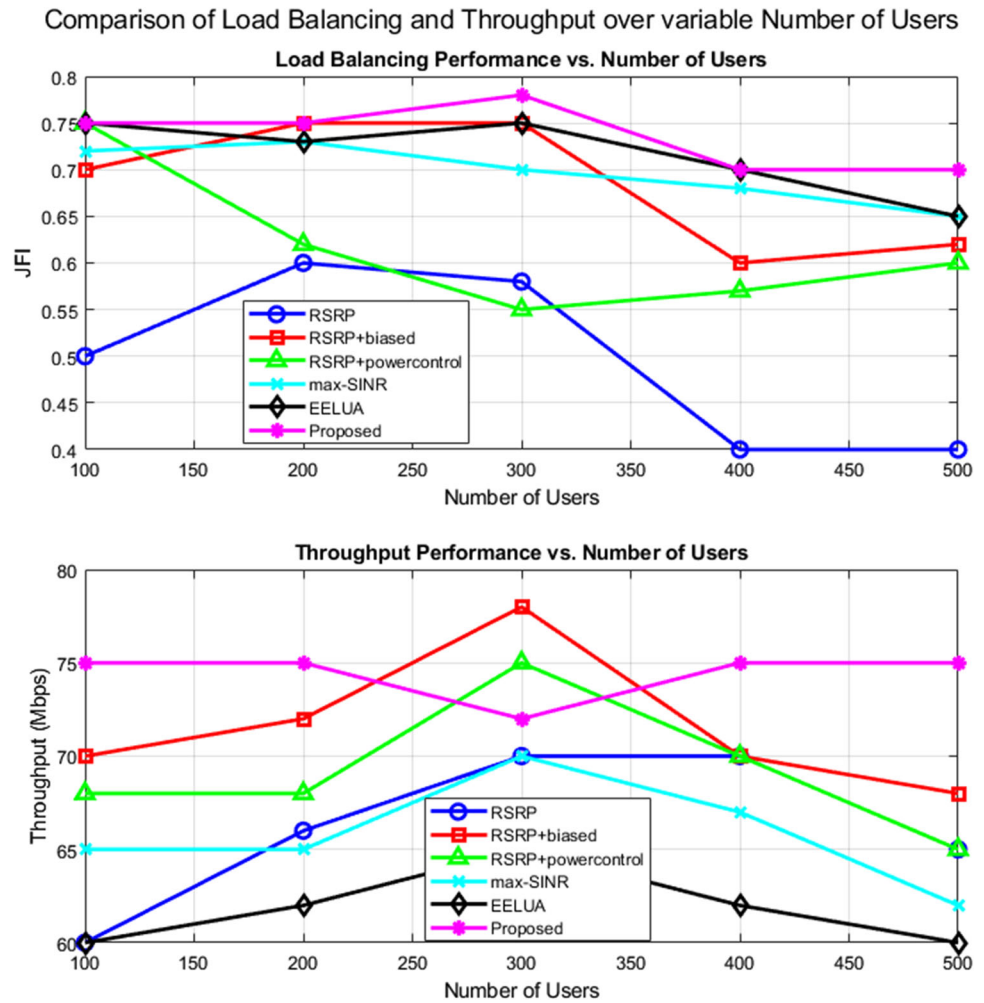 Comparison of Load Balancing and Throughput over variable Number of Users
Load Balancing Performance vs. Number of Users
0.8
0.75
0.7
0.65
0.6
0.55
0.5
0.45
0.4
JFI
RSRP
RSRP+biased
RSRP+powercontrol
max-SINR
EELUA
Proposed
100 150 200 250 300 350 400 450 500
Number of Users
Throughput Performance vs. Number of Users
80
75
70
65
60
Throughput (Mbps)
RSRP
RSRP+biased
RSRP+powercontrol
max-SINR
EELUA
Proposed
100 150 200 250 300 350 400 450 500
Number of Users